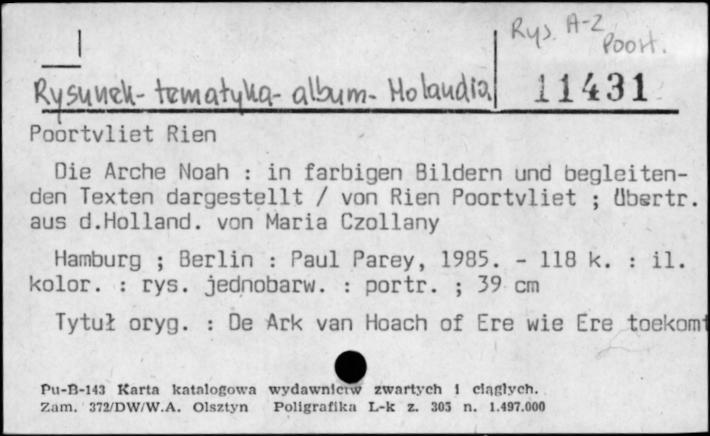 Rys. A-Z
Poort.
Rysunek - tematyka - album - Holandia
11431
Poortvliet Rien
Die Arche Noah : in farbigen Bildern und begleiten-
den Texten dargestellt / von Rien Poortvliet ; Übertr.
aus d.Holland. von Maria Czollany
Hamburg ; Berlin : Paul Parey, 1985. - 118 k. : il.
kolor. : rys. jednobarw. : portr. ; 39 cm
Tytuł oryg. : De Ark van Hoach of Ere wie Ere toekomt
Pu-B-143 Karta katalogowa wydawnictw zwartych i ciągłych.
Zam. 372/DW/W.A. Olsztyn Poligrafika L-k z. 305 n. 1.497.000